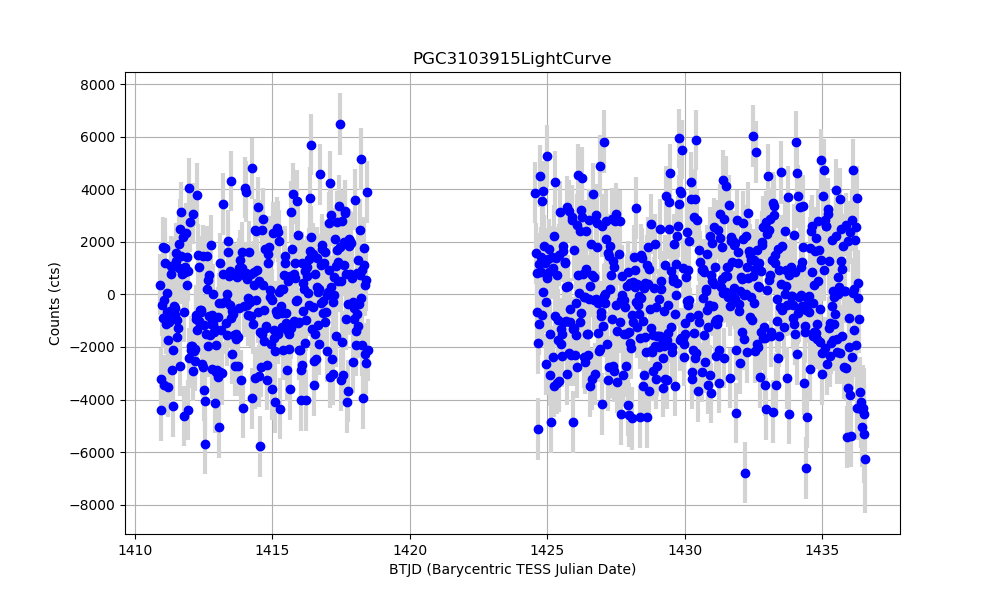 PGC3103915LightCurve
8000
6000
4000
2000
0
−2000
−4000
−6000
−8000
Counts (cts)
1410 1415 1420 1425 1430 1435
BTJD (Barycentric TESS Julian Date)